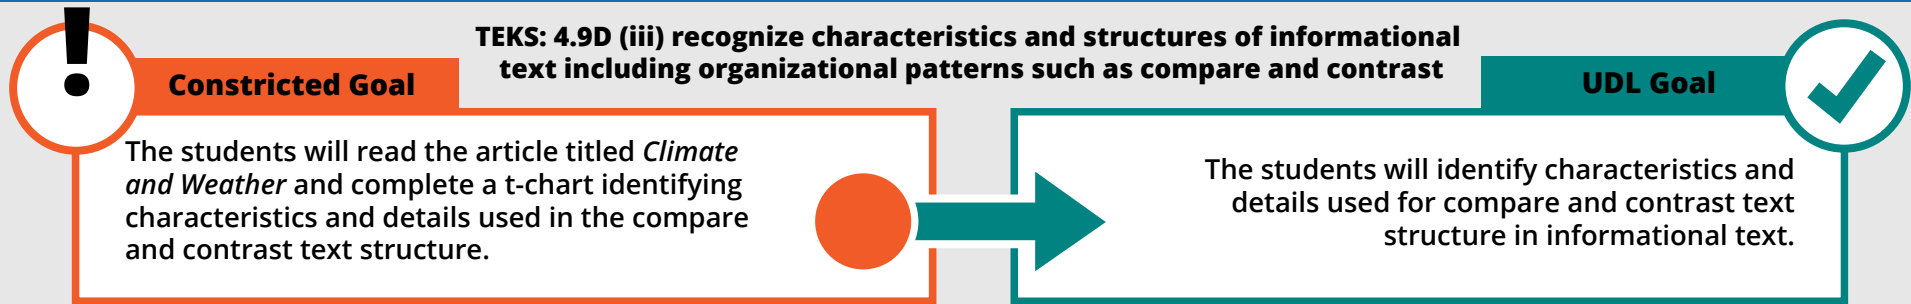 TEKS: 4.9D (iii) recognize characteristics and structures of informational
text including organizational patterns such as compare and contrast
!
Constricted Goal
The students will read the article titled Climate
and Weather and complete a t-chart identifying
characteristics and details used in the compare
and contrast text structure.
UDL Goal
The students will identify characteristics and
details used for compare and contrast text
structure in informational text.